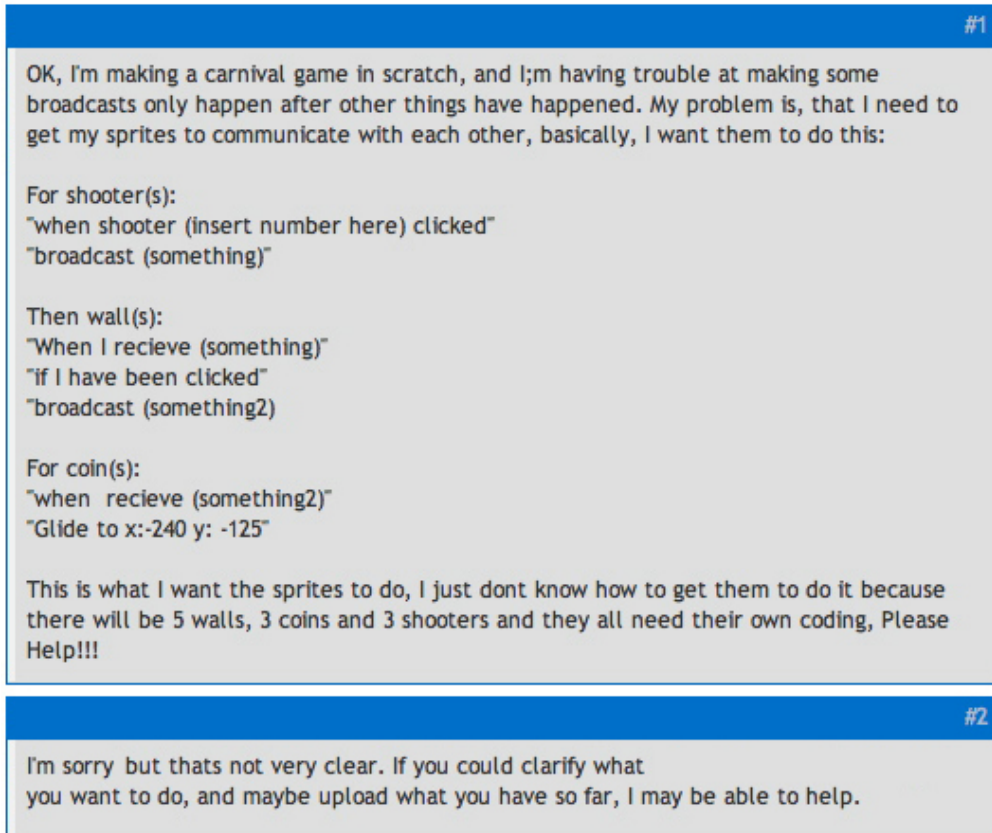 #1
OK, I'm making a carnival game in scratch, and I;m having trouble at making some
broadcasts only happen after other things have happened. My problem is, that I need to
get my sprites to communicate with each other, basically, I want them to do this:
For shooter(s):
"when shooter (insert number here) clicked"
"broadcast (something)"
Then wall(s):
"When I recieve (something)"
"if I have been clicked"
"broadcast (something2)
For coin(s):
"when recieve (something2)"
"Glide to x:-240 y: -125"
This is what I want the sprites to do, I just dont know how to get them to do it because
there will be 5 walls, 3 coins and 3 shooters and they all need their own coding, Please
Help!!!
#2
I'm sorry but thats not very clear. If you could clarify what
you want to do, and maybe upload what you have so far, I may be able to help.